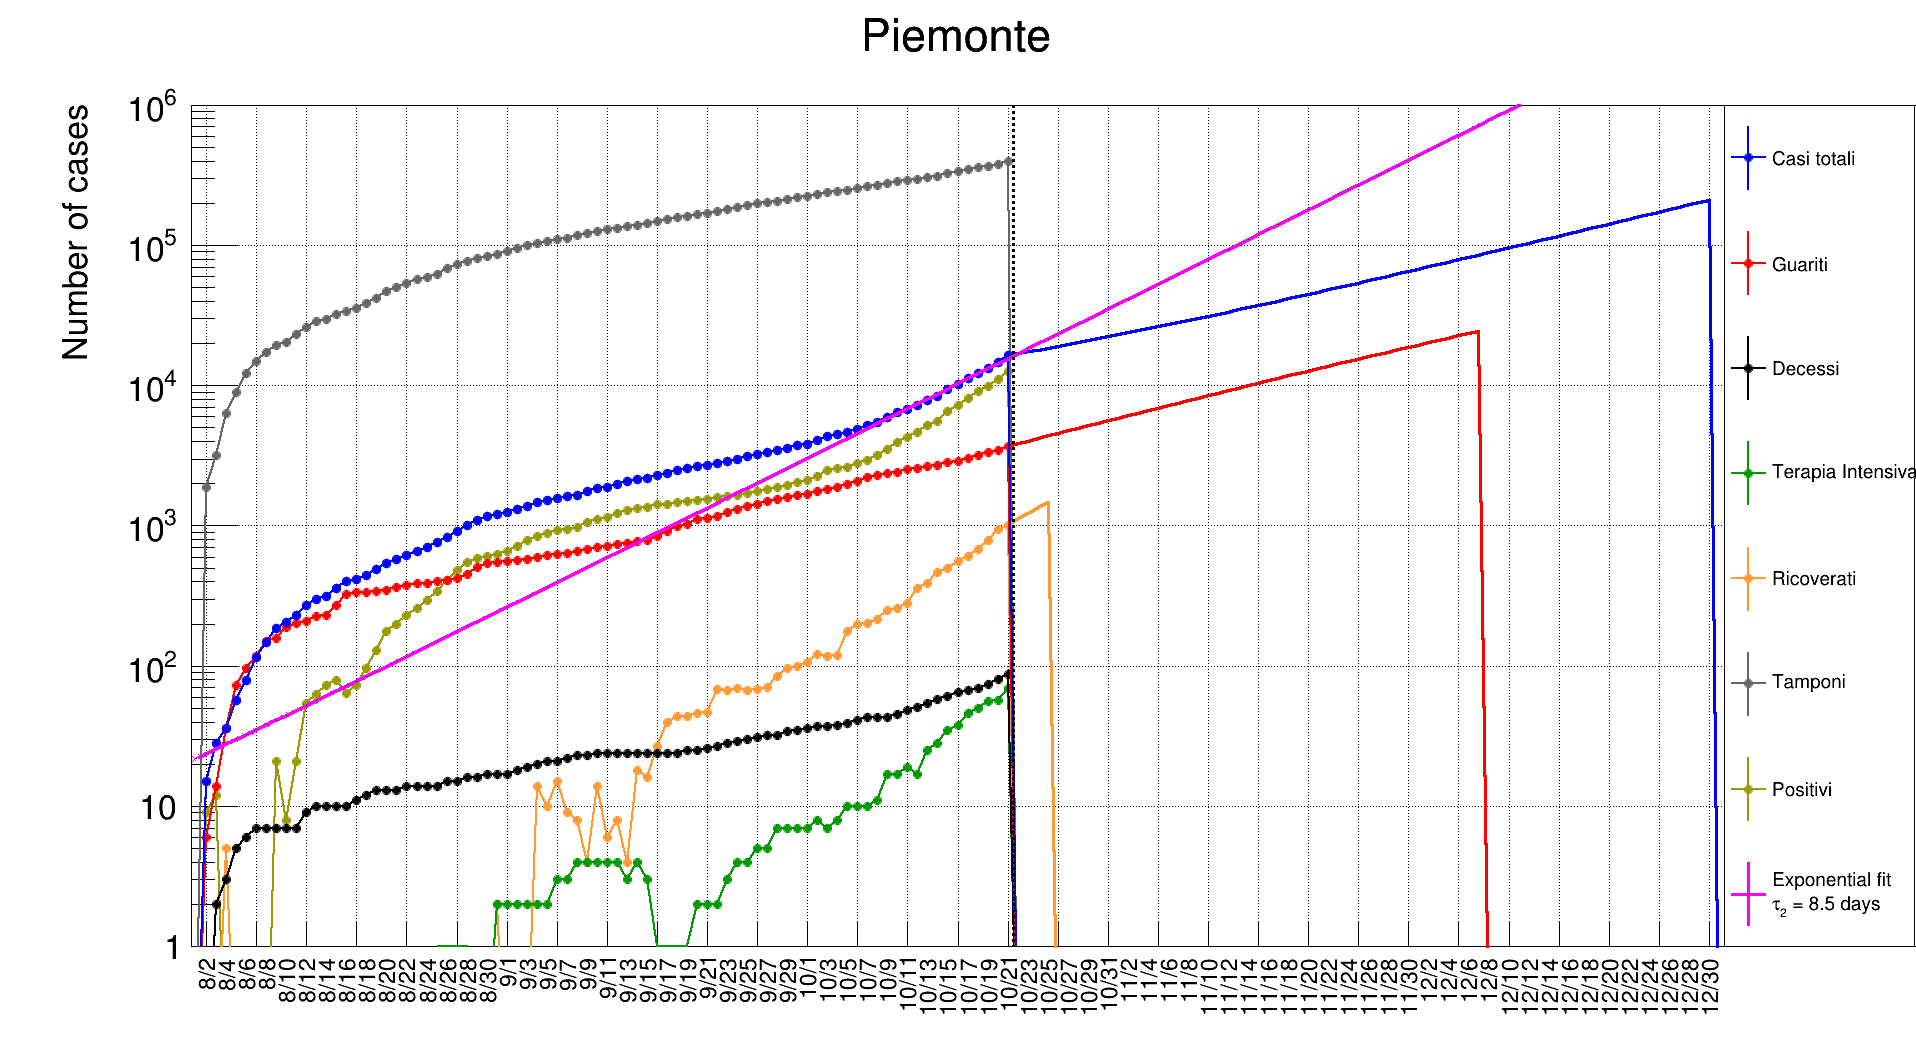 Piemonte
Number of cases
10^6
10^5
10^4
10^3
10^2
10
1
8/2 8/4 8/6 8/8 8/10 8/12 8/14 8/16 8/18 8/20 8/22 8/24 8/26 8/28 8/30 9/1 9/3 9/5 9/7 9/9 9/11 9/13 9/15 9/17 9/19 9/21 9/23 9/25 9/27 9/29 10/1 10/3 10/5 10/7 10/9 10/11 10/13 10/15 10/17 10/19 10/21 10/23 10/25 10/27 10/29 10/31 11/2 11/4 11/6 11/8 11/10 11/12 11/14 11/16 11/18 11/20 11/22 11/24 11/26 11/28 11/30 12/2 12/4 12/6 12/8 12/10 12/12 12/14 12/16 12/18 12/20 12/22 12/24 12/26 12/28 12/30
Casi totali
Guariti
Decessi
Terapia Intensiva
Ricoverati
Tamponi
Positivi
Exponential fit
τ₂ = 8.5 days